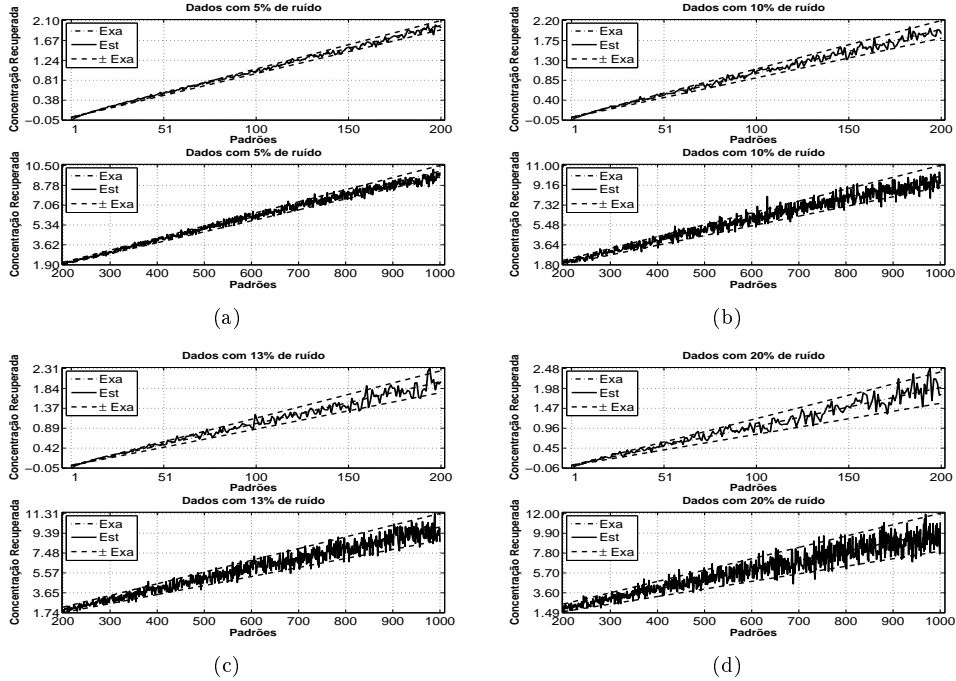 Dados com 5% de ruído
Concentração Recuperada
2.10
1.67
1.24
0.81
0.38
−0.05
Exa
Est
± Exa
1 51 100 150 200
Padrões
Dados com 5% de ruído
Concentração Recuperada
10.50
8.78
7.06
5.34
3.62
1.90
Exa
Est
± Exa
200 300 400 500 600 700 800 900 1000
Padrões
(a)
Dados com 10% de ruído
Concentração Recuperada
2.20
1.75
1.30
0.85
0.40
−0.05
Exa
Est
± Exa
1 51 100 150 200
Padrões
Dados com 10% de ruído
Concentração Recuperada
11.00
9.16
7.32
5.48
3.64
1.80
Exa
Est
± Exa
200 300 400 500 600 700 800 900 1000
Padrões
(b)
Dados com 13% de ruído
Concentração Recuperada
2.31
1.84
1.37
0.89
0.42
−0.05
Exa
Est
± Exa
1 51 100 150 200
Padrões
Dados com 13% de ruído
Concentração Recuperada
11.31
9.39
7.48
5.57
3.65
1.74
Exa
Est
± Exa
200 300 400 500 600 700 800 900 1000
Padrões
(c)
Dados com 20% de ruído
Concentração Recuperada
2.48
1.98
1.47
0.96
0.45
−0.06
Exa
Est
± Exa
1 51 100 150 200
Padrões
Dados com 20% de ruído
Concentração Recuperada
12.00
9.90
7.80
5.70
3.60
1.49
Exa
Est
± Exa
200 300 400 500 600 700 800 900 1000
Padrões
(d)